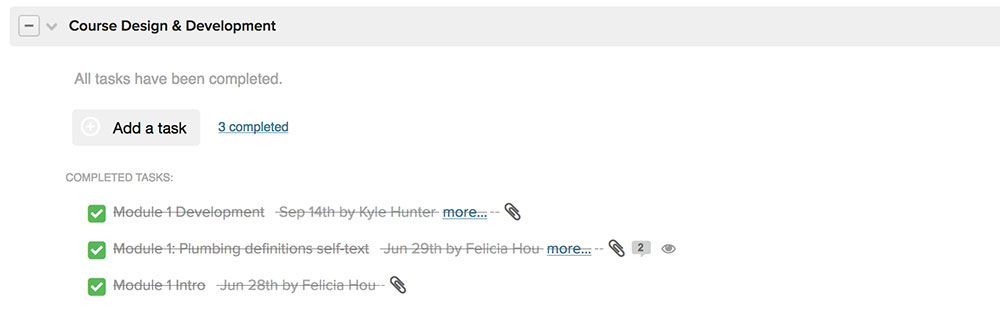 Course Design & Development
All tasks have been completed.
Add a task 3 completed
COMPLETED TASKS:
Module 1 Development Sep 14th by Kyle Hunter more... --
Module 1: Plumbing definitions self-text Jun 29th by Felicia Hou more... -- 2
Module 1 Intro Jun 28th by Felicia Hou